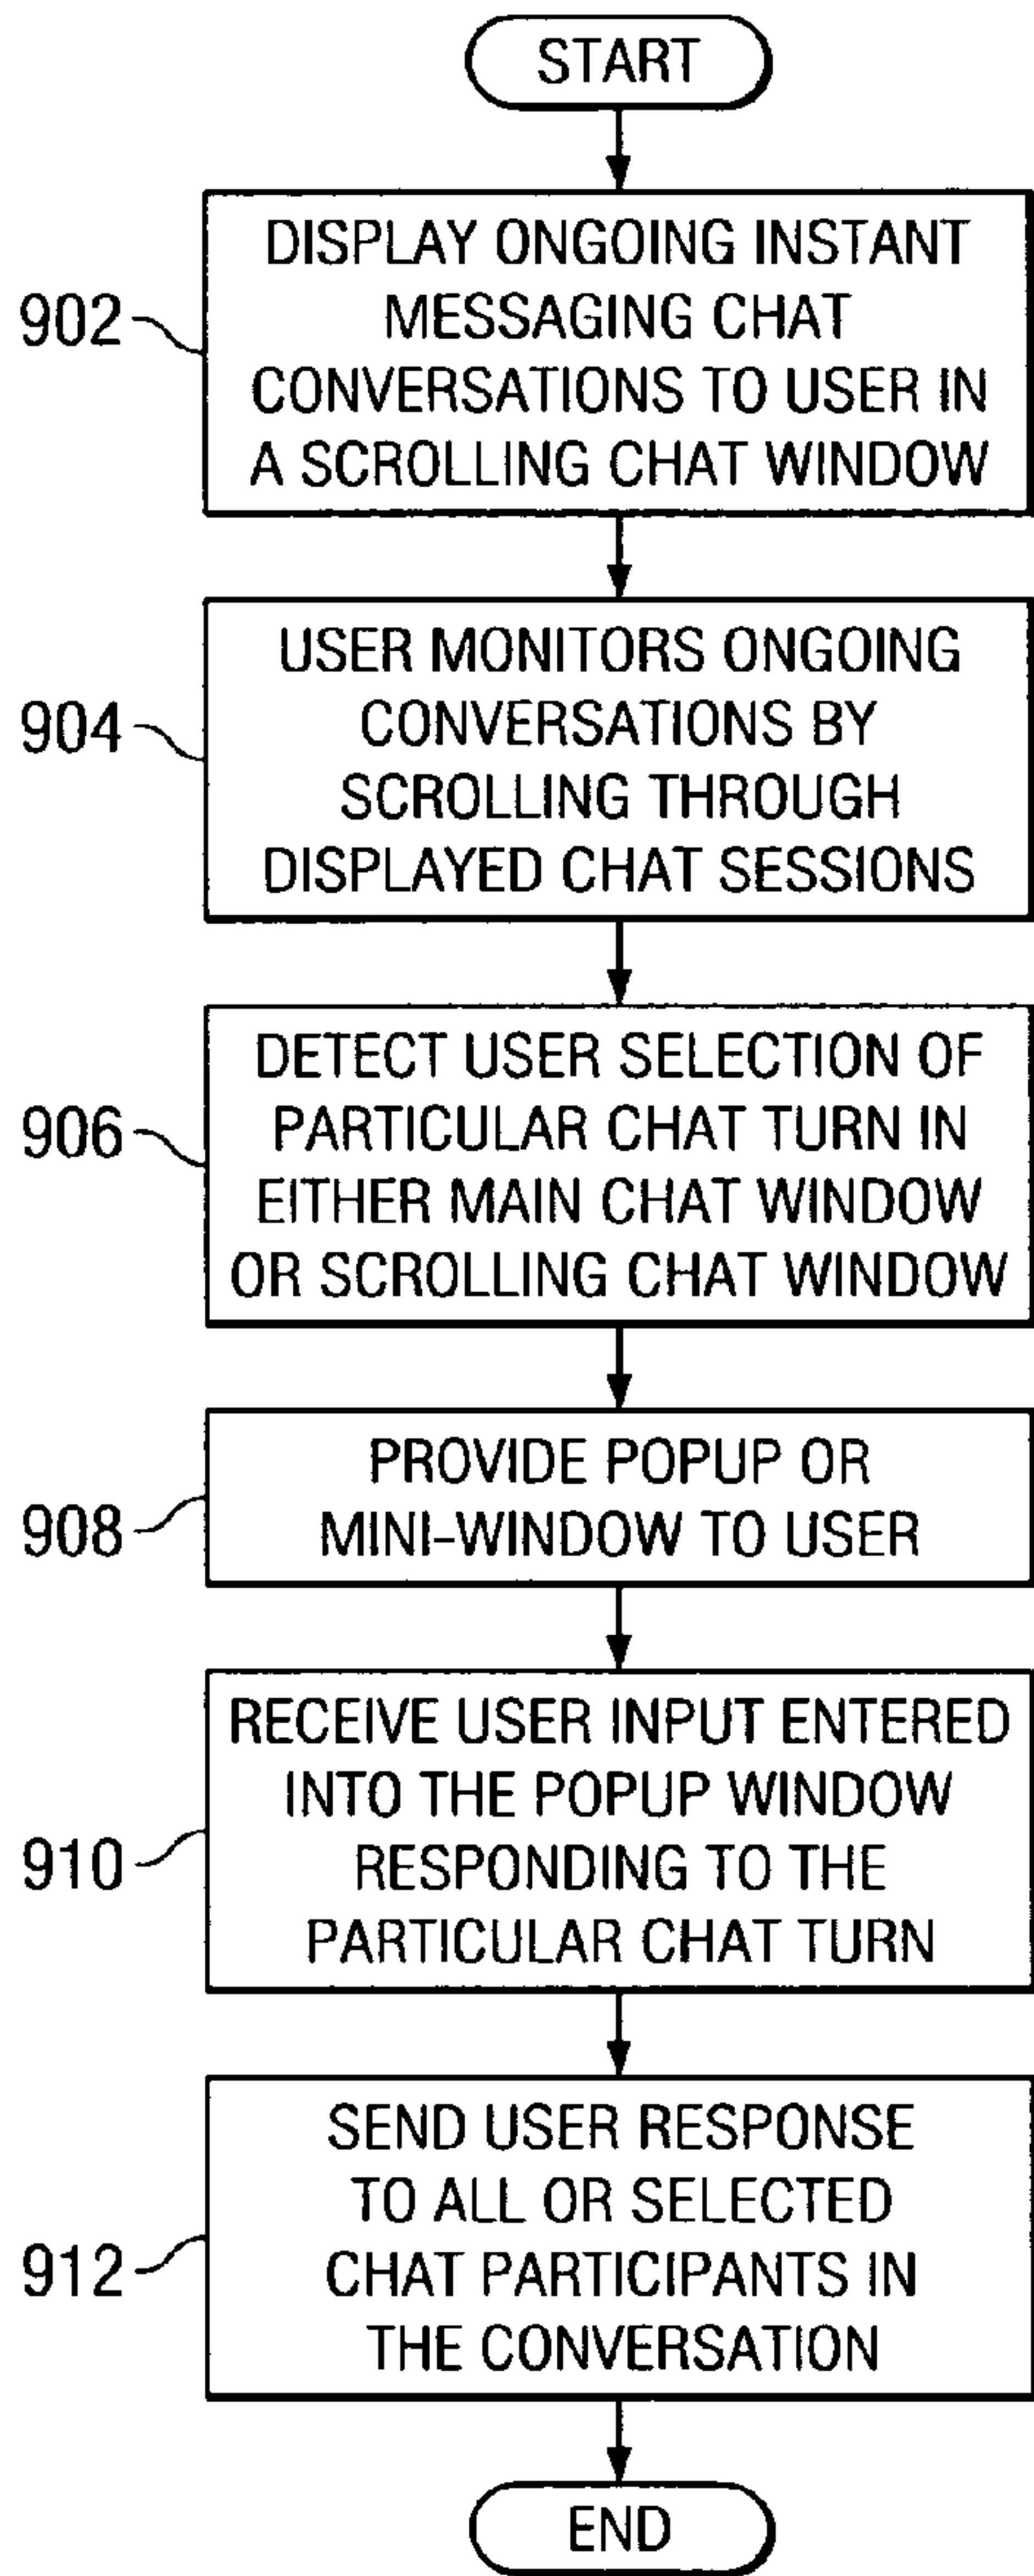 START
DISPLAY ONGOING INSTANT
MESSAGING CHAT
CONVERSATIONS TO USER IN
A SCROLLING CHAT WINDOW
902
USER MONITORS ONGOING
CONVERSATIONS BY
SCROLLING THROUGH
DISPLAYED CHAT SESSIONS
904
DETECT USER SELECTION OF
PARTICULAR CHAT TURN IN
EITHER MAIN CHAT WINDOW
OR SCROLLING CHAT WINDOW
906
PROVIDE POPUP OR
MINI-WINDOW TO USER
908
RECEIVE USER INPUT ENTERED
INTO THE POPUP WINDOW
RESPONDING TO THE
PARTICULAR CHAT TURN
910
SEND USER RESPONSE
TO ALL OR SELECTED
CHAT PARTICIPANTS IN
THE CONVERSATION
912
END